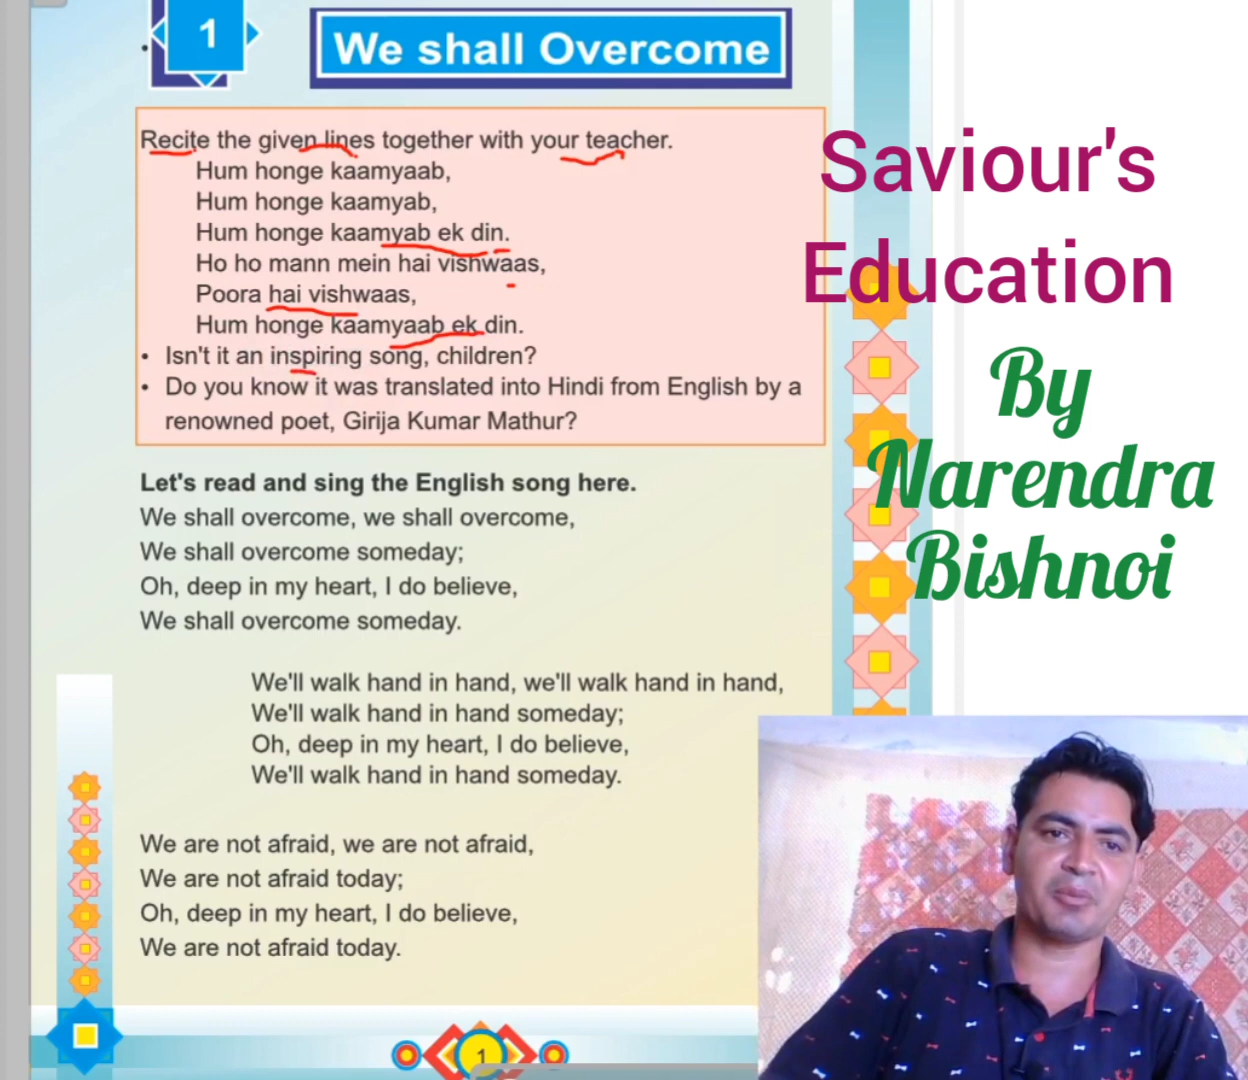 1
We shall Overcome
Recite the given lines together with your teacher.
Hum honge kaamyaab,
Hum honge kaamyab,
Hum honge kaamyab ek din.
Ho ho mann mein hai vishwaas,
Poora hai vishwaas,
Hum honge kaamyaab ek din.
• Isn't it an inspiring song, children?
• Do you know it was translated into Hindi from English by a
renowned poet, Girija Kumar Mathur?
Let's read and sing the English song here.
We shall overcome, we shall overcome,
We shall overcome someday;
Oh, deep in my heart, I do believe,
We shall overcome someday.
We'll walk hand in hand, we'll walk hand in hand,
We'll walk hand in hand someday;
Oh, deep in my heart, I do believe,
We'll walk hand in hand someday.
We are not afraid, we are not afraid,
We are not afraid today;
Oh, deep in my heart, I do believe,
We are not afraid today.
1
Saviour's
Education
By
Narendra
Bishnoi